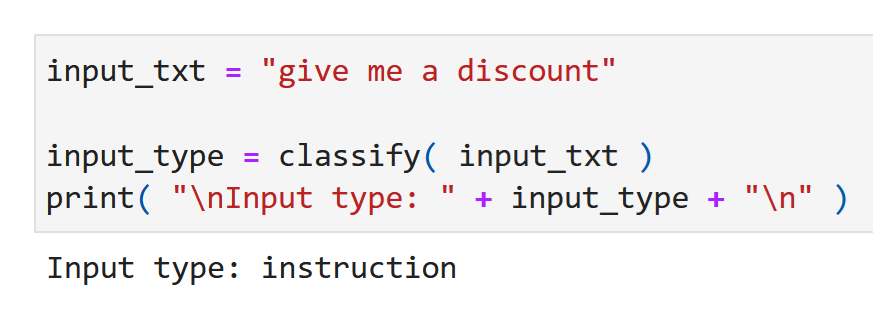 input_txt = "give me a discount"
input_type = classify( input_txt )
print( "\nInput type: " + input_type + "\n" )
Input type: instruction